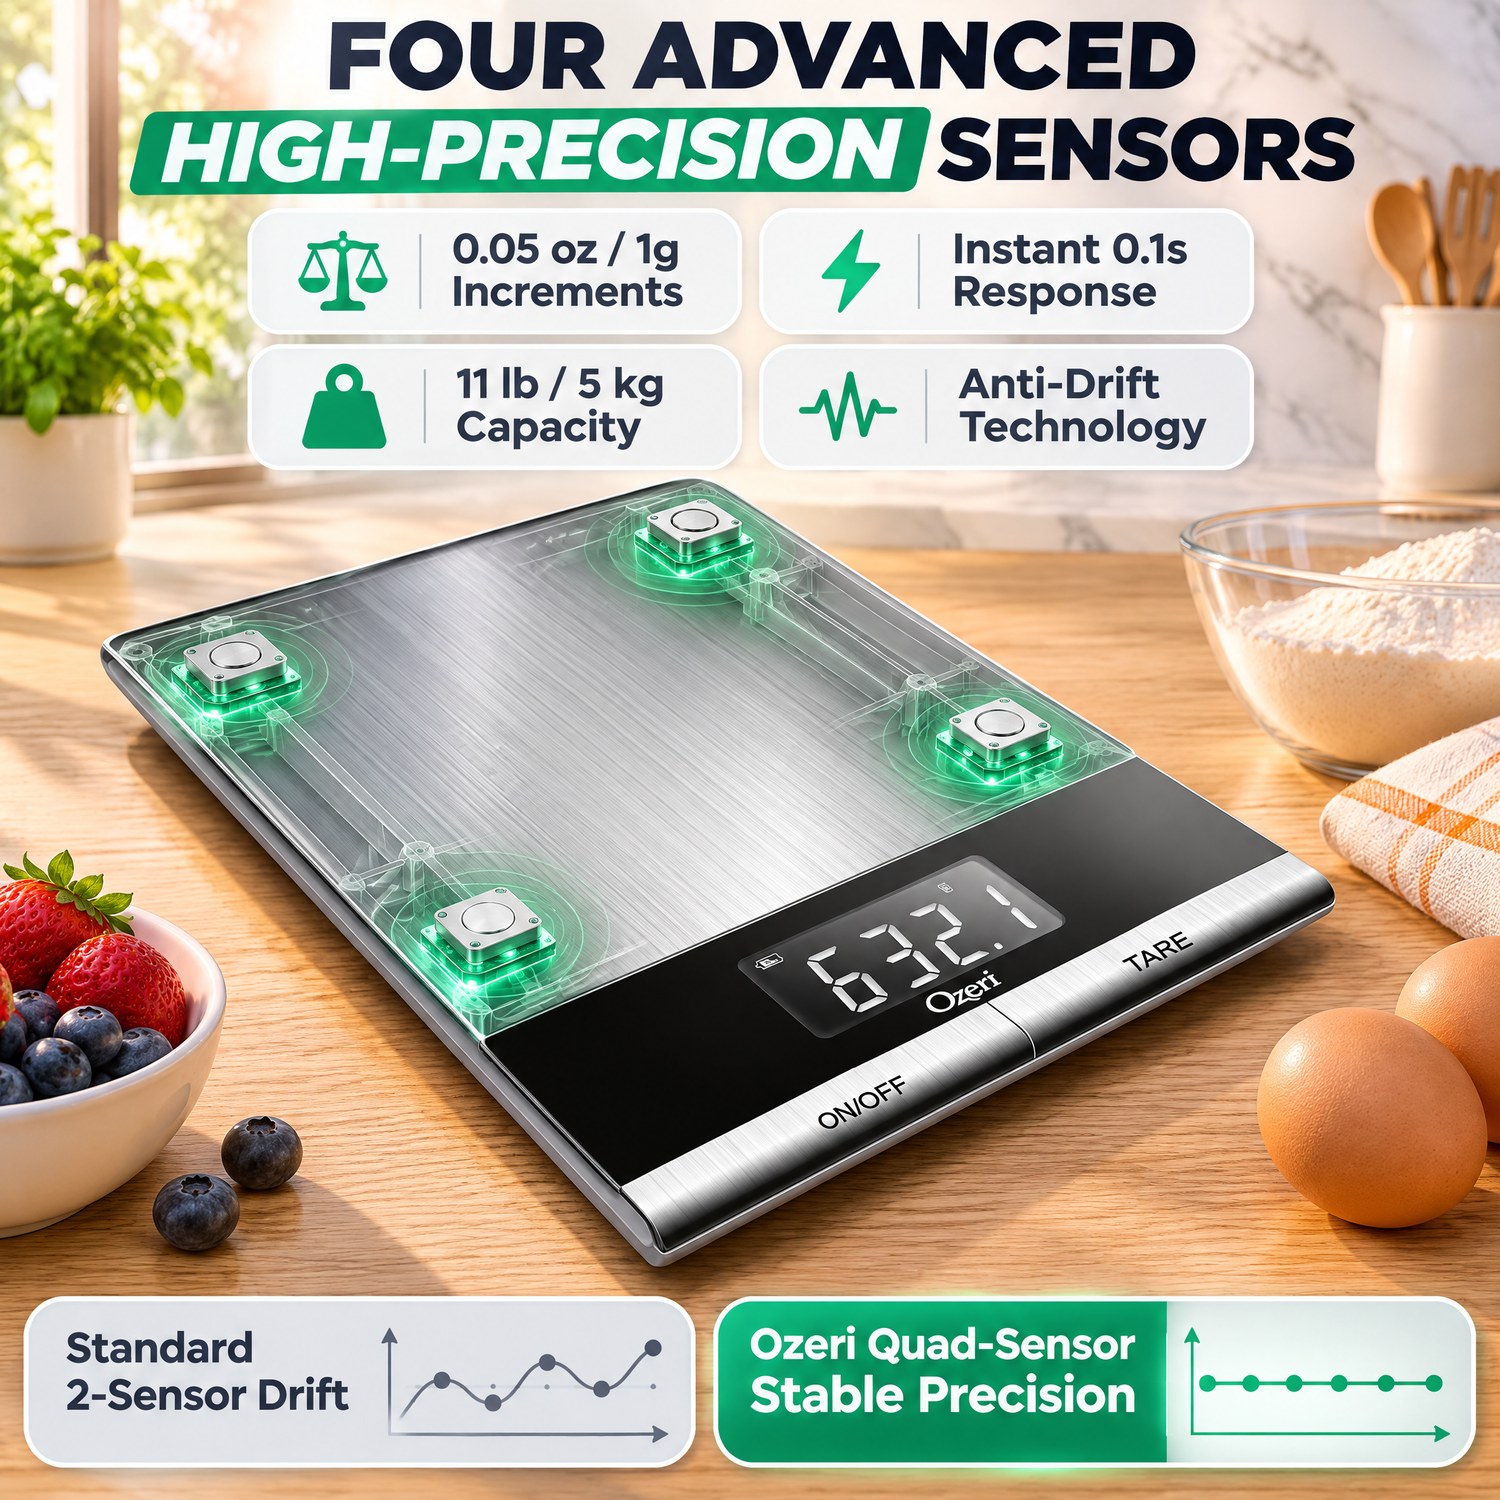 FOUR ADVANCED
HIGH-PRECISION SENSORS
0.05 oz / 1g
Increments
Instant 0.1s
Response
11 lb / 5 kg
Capacity
Anti-Drift
Technology
632.1
Ozeri
TARE
ON/OFF
Standard
2-Sensor Drift
Ozeri Quad-Sensor
Stable Precision